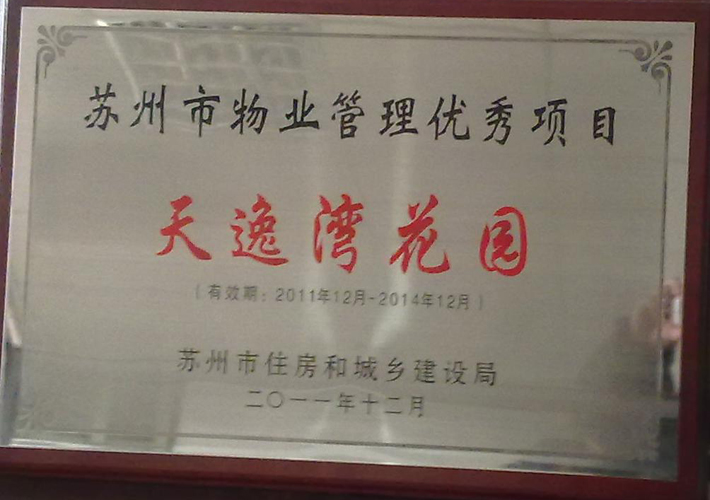 苏州市物业管理优秀项目
天逸湾花园
（有效期：2011年12月-2014年12月）
苏州市住房和城乡建设局
二〇一一年十二月